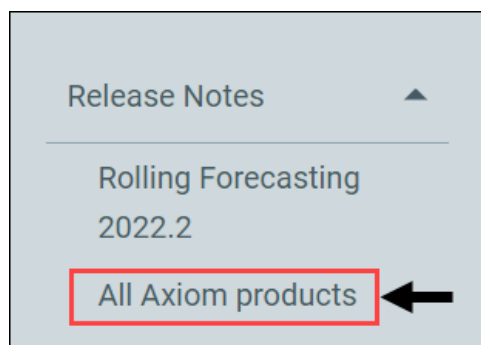 Release Notes
Rolling Forecasting
2022.2
All Axiom products